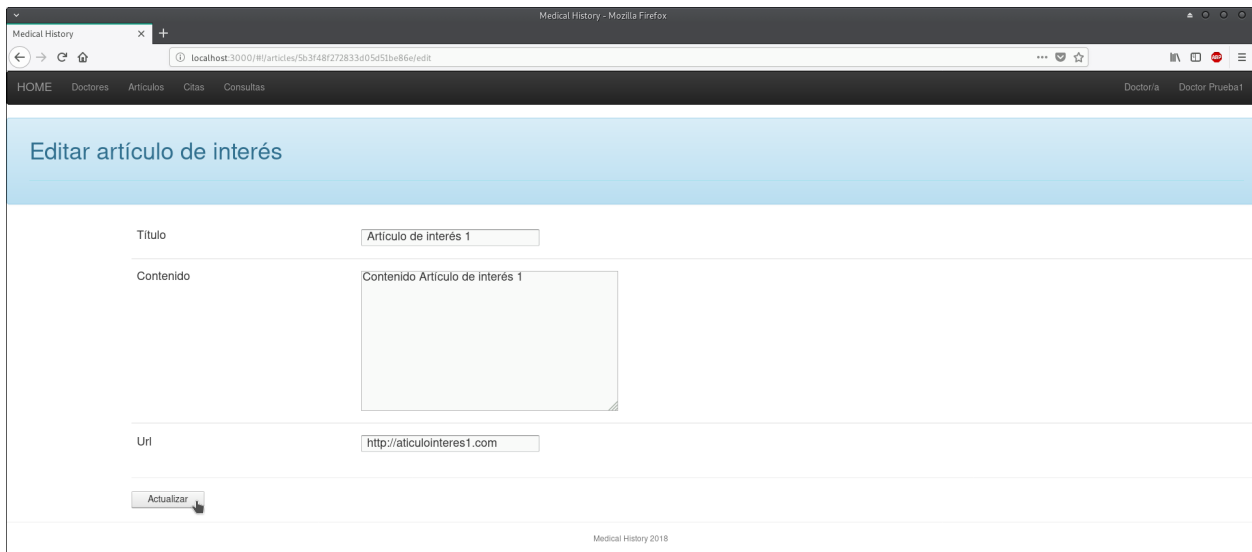 Medical History - Mozilla Firefox
Medical History
localhost:3000/#!/articles/5b3f48f272833d05d51be86e/edit
ABP
HOME Doctores Artículos Citas Consultas Doctor/a Doctor Prueba1
Editar artículo de interés
Título Artículo de interés 1
Contenido Contenido Artículo de interés 1
Url http://aticulointeres1.com
Actualizar
Medical History 2018